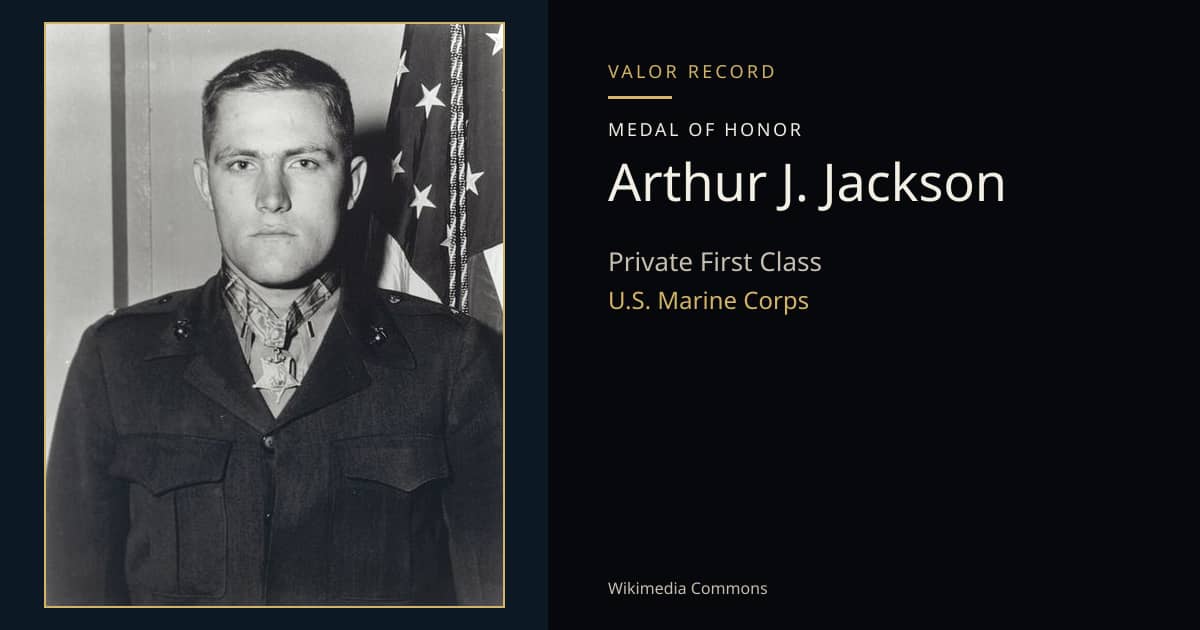 VALOR RECORD
MEDAL OF HONOR
Arthur J. Jackson
Private First Class
U.S. Marine Corps
Wikimedia Commons